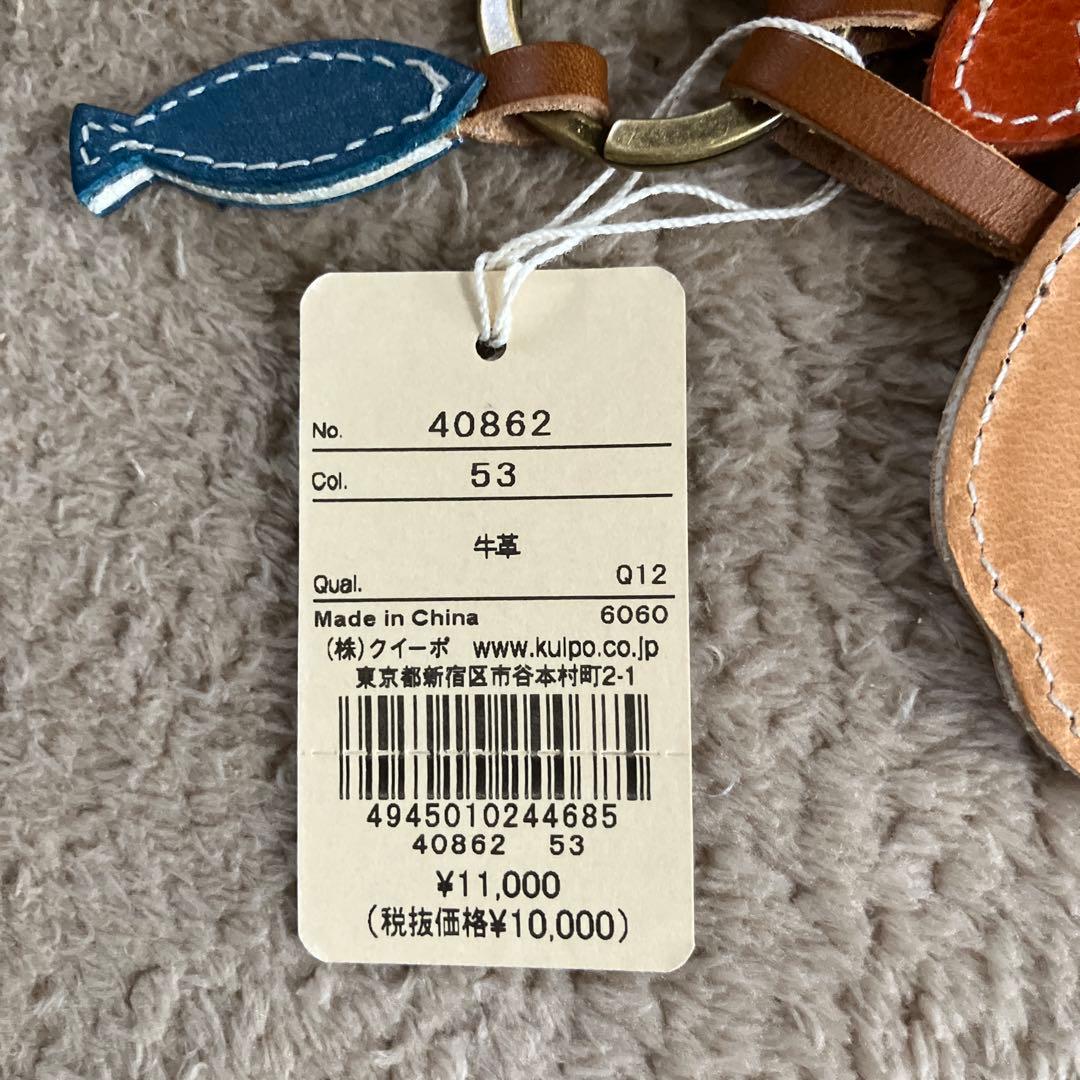 No. 40862
Col. 53
牛革
Qual. Q12
Made in China 6060
(株)クイーポ www.kuipo.co.jp
東京都新宿区市谷本村町2-1
4945010244685
40862 53
¥11,000
(税抜価格¥10,000)